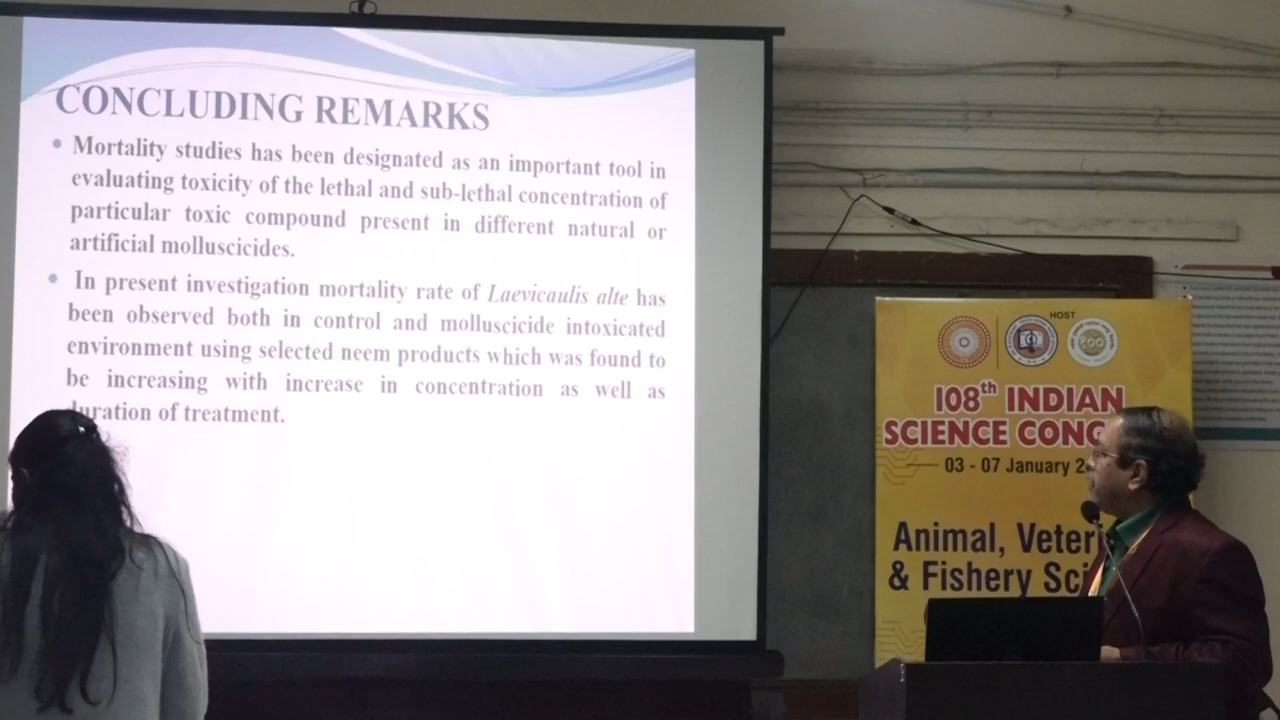 CONCLUDING REMARKS
• Mortality studies has been designated as an important tool in
evaluating toxicity of the lethal and sub-lethal concentration of
particular toxic compound present in different natural or
artificial molluscicides.
• In present investigation mortality rate of Laevicaulis alte has
been observed both in control and molluscicide intoxicated
environment using selected neem products which was found to
be increasing with increase in concentration as well as
duration of treatment.
HOST
108th INDIAN
SCIENCE CONG
03 - 07 January 2
Animal, Veter
& Fishery Sci